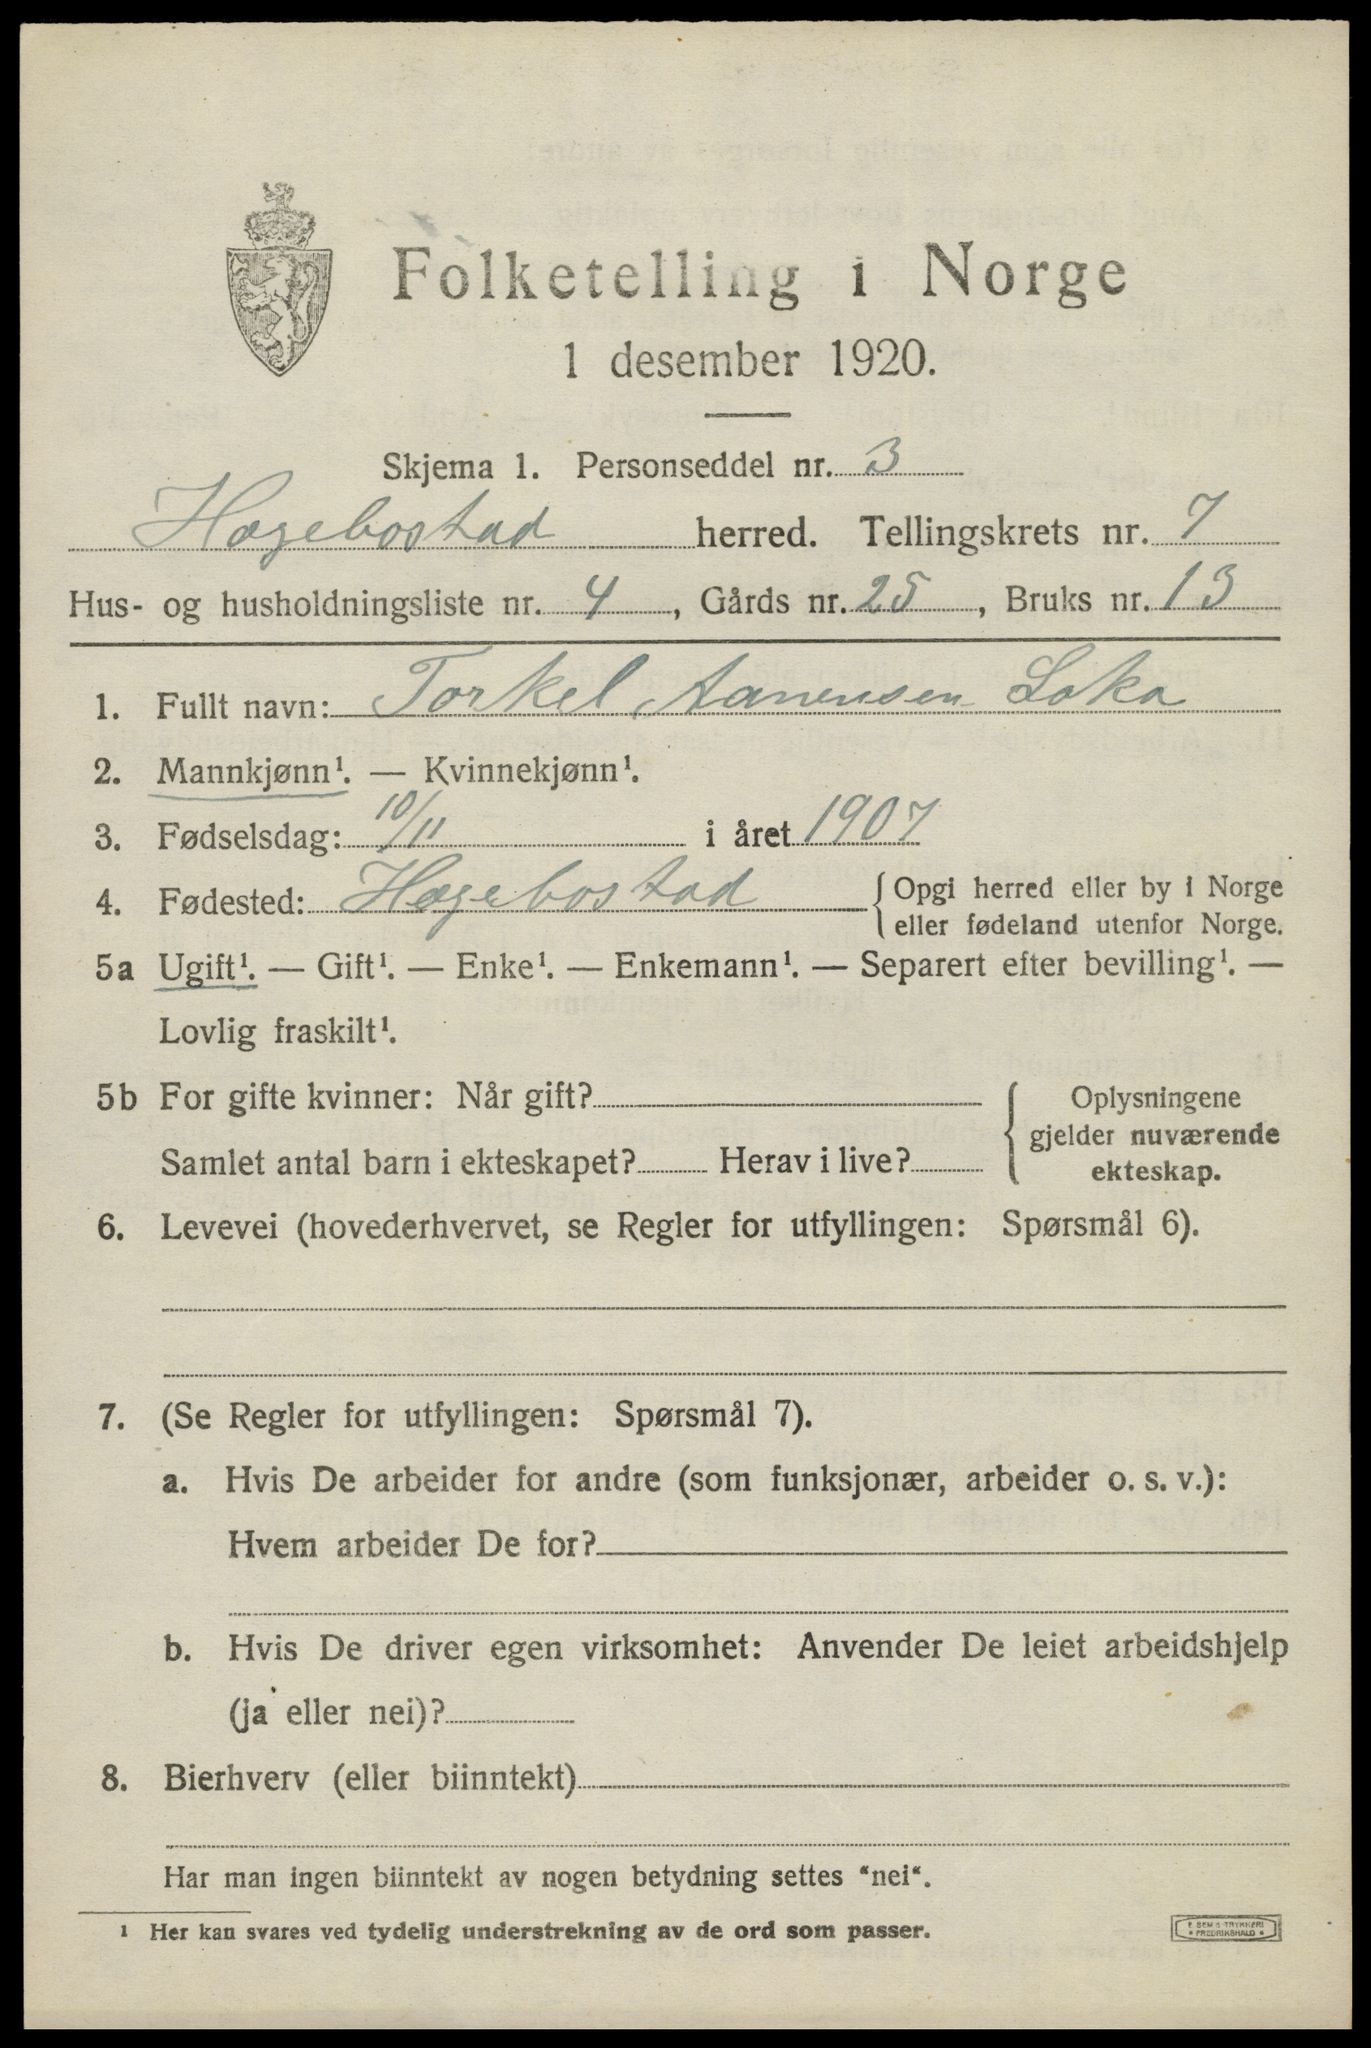 Folketelling i Norge
1 desember 1920.
Skjema 1. Personseddel nr. 3
Hægebostad herred. Tellingskrets nr. 7
Hus- og husholdningsliste nr. 4, Gårds nr. 25, Bruks nr. 13
1. Fullt navn: Torkel Aanensen Loka
2. Mannkjønn¹. — Kvinnekjønn¹.
3. Fødselsdag: 10/11 i året 1907
4. Fødested: Hægebostad {Opgi herred eller by i Norge
eller fødeland utenfor Norge.
5a Ugift¹. — Gift¹. — Enke¹. — Enkemann¹. — Separert efter bevilling¹. —
Lovlig fraskilt¹.
5b For gifte kvinner: Når gift?
Samlet antal barn i ekteskapet? Herav i live?
{ Oplysningene
gjelder nuværende
ekteskap.
6. Levevei (hovederhvervet, se Regler for utfyllingen: Spørsmål 6).
7. (Se Regler for utfyllingen: Spørsmål 7).
a. Hvis De arbeider for andre (som funksjonær, arbeider o. s. v.):
Hvem arbeider De for?
b. Hvis De driver egen virksomhet: Anvender De leiet arbeidshjelp
(ja eller nei)?
8. Bierhverv (eller biinntekt)
Har man ingen biinntekt av nogen betydning settes "nei".
1 Her kan svares ved tydelig understrekning av de ord som passer.
E SEM S TRYKKERI
* FREDRIKSHALD *